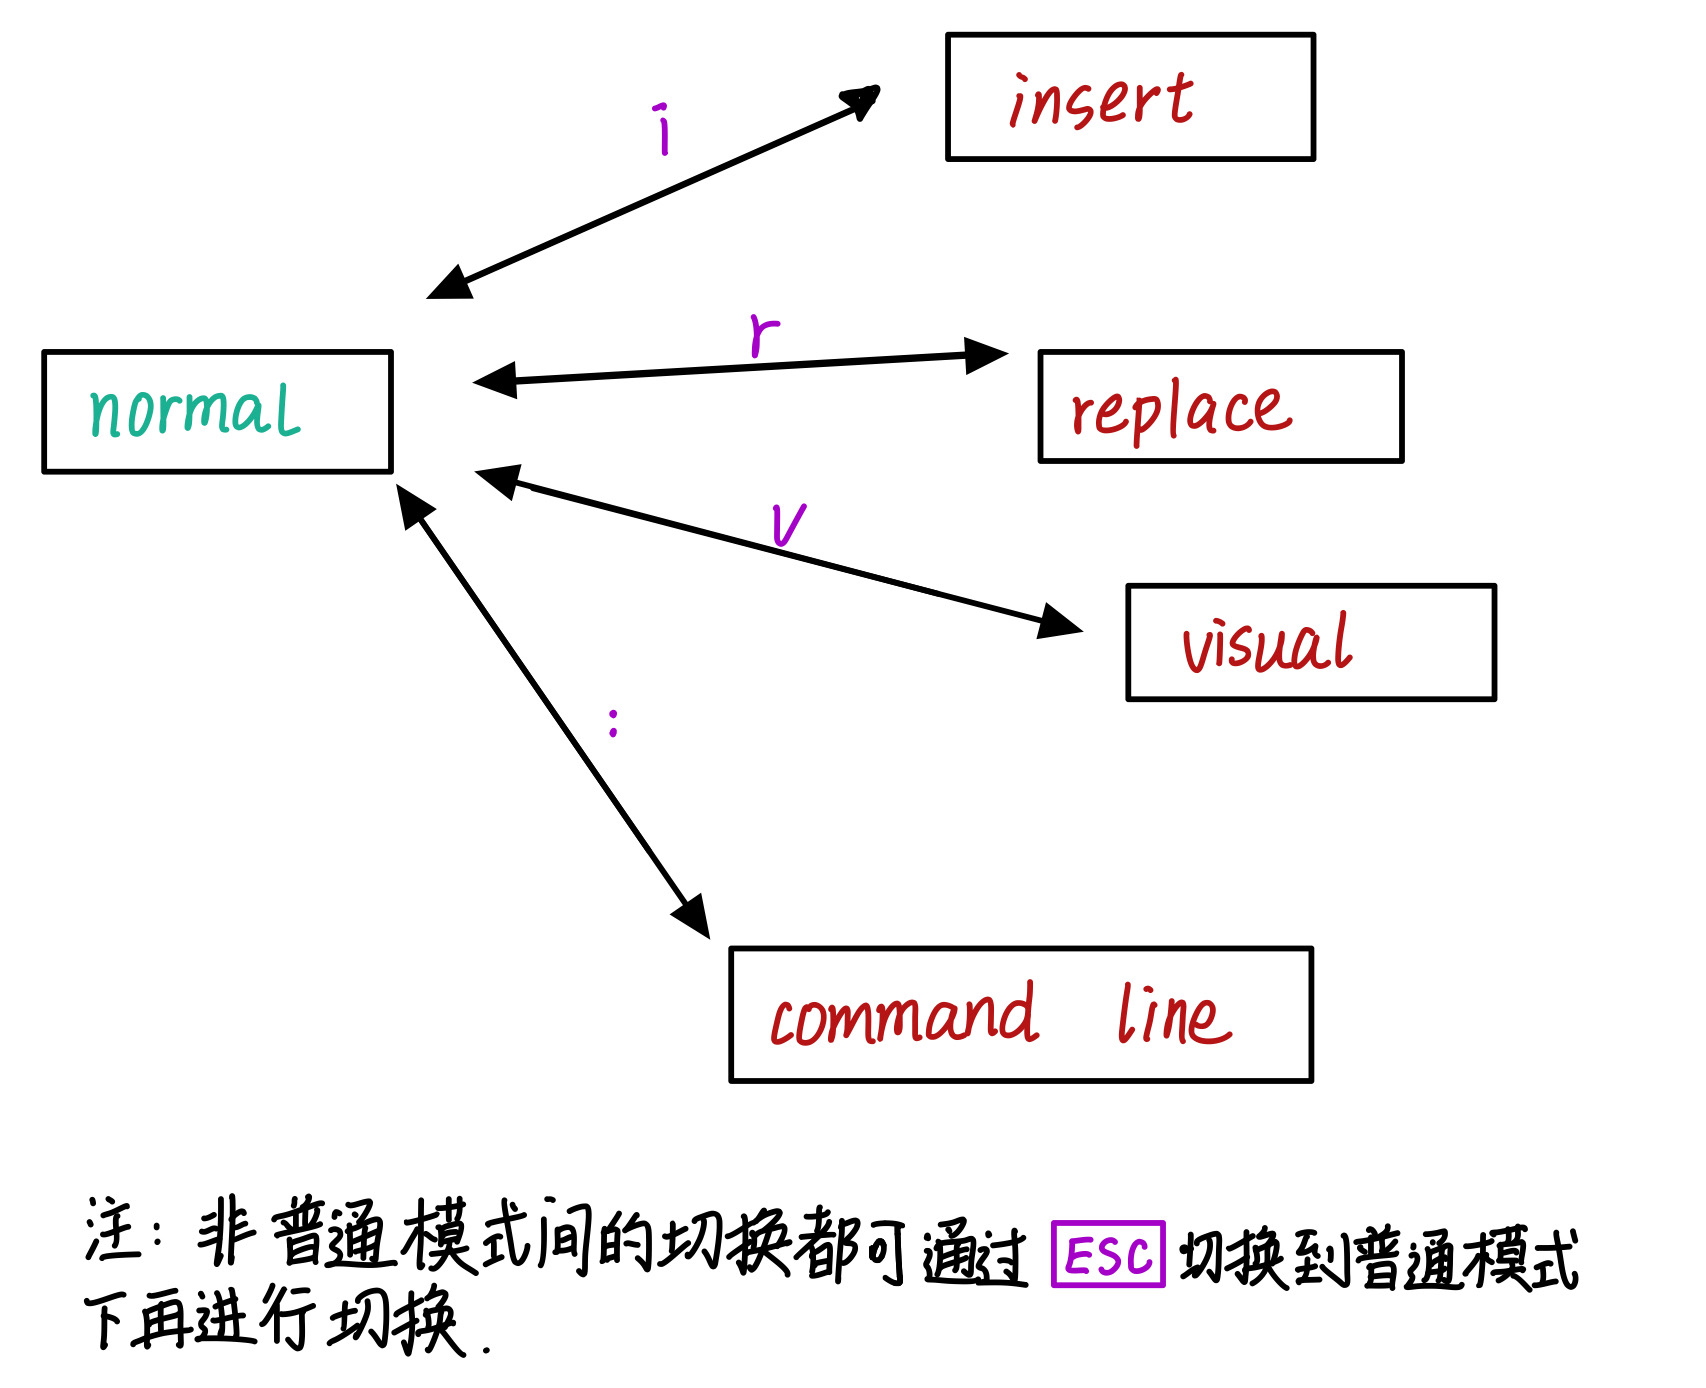 i
insert
r
normal
replace
v
visual
:
command line
注：非普通模式间的切换都可通过 ESC 切换到普通模式
下再进行切换.